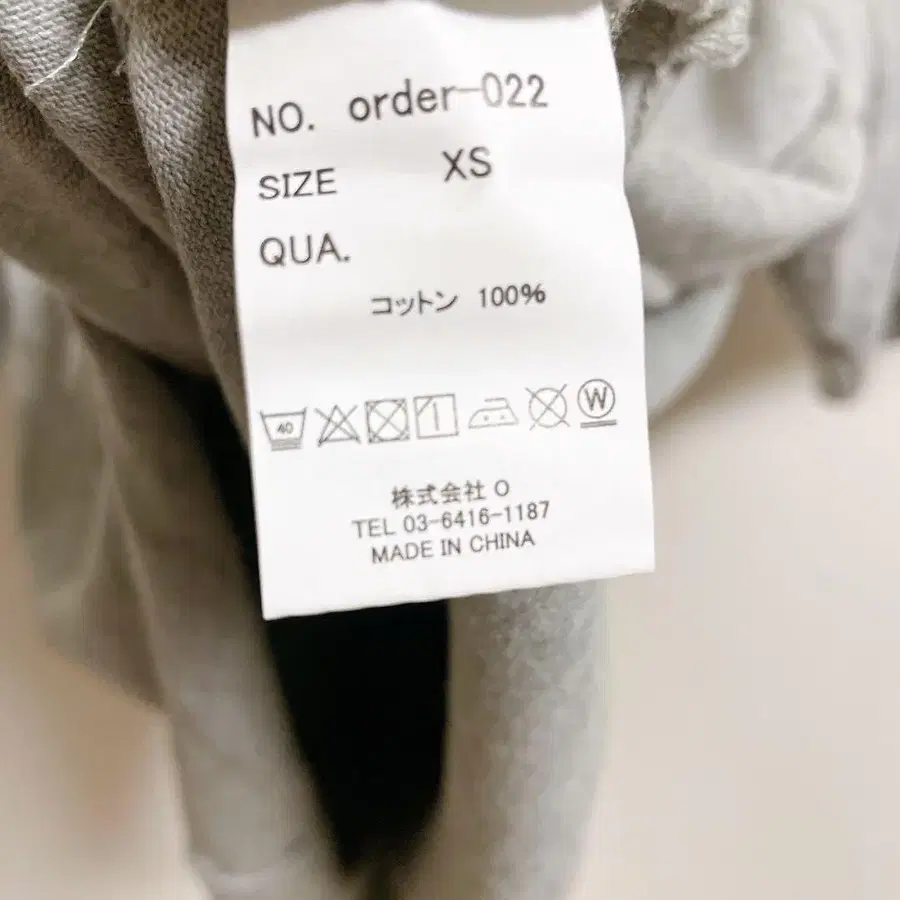 NO. order-022
SIZE XS
QUA.
コットン 100%
40 W
株式会社 O
TEL 03-6416-1187
MADE IN CHINA